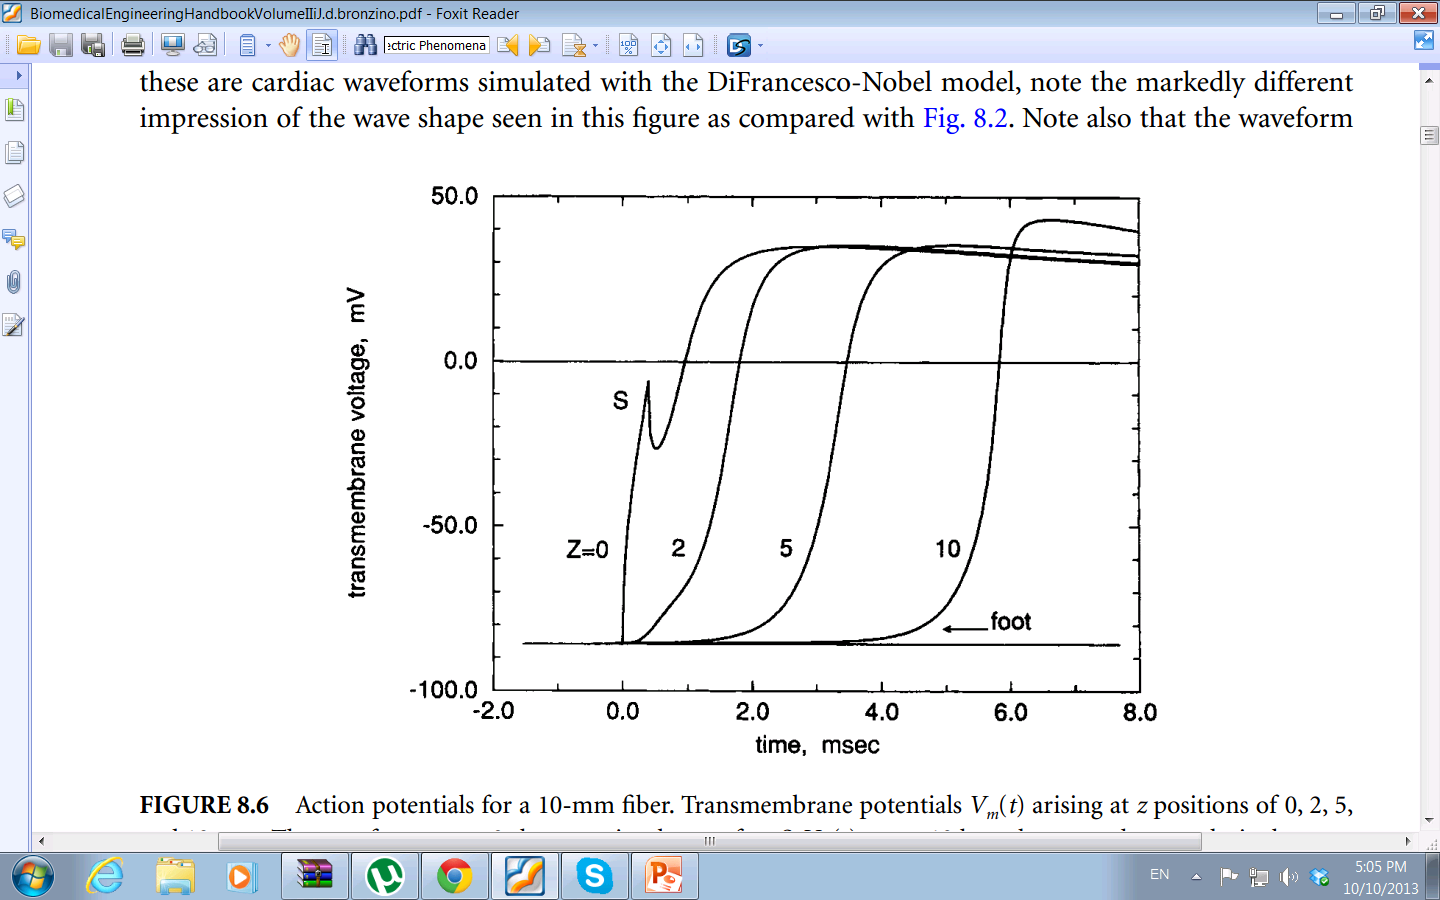 BiomedicalEngineeringHandbookVolumeIIiJ.d.bronzino.pdf - Foxit Reader
:ctric Phenomena
these are cardiac waveforms simulated with the DiFrancesco-Nobel model, note the markedly different
impression of the wave shape seen in this figure as compared with Fig. 8.2. Note also that the waveform
50.0
0.0
-50.0
-100.0
transmembrane voltage, mV
S
Z=0
2
5
10
foot
-2.0 0.0 2.0 4.0 6.0 8.0
time, msec
FIGURE 8.6 Action potentials for a 10-mm fiber. Transmembrane potentials Vm(t) arising at z positions of 0, 2, 5,
EN
5:05 PM
10/10/2013